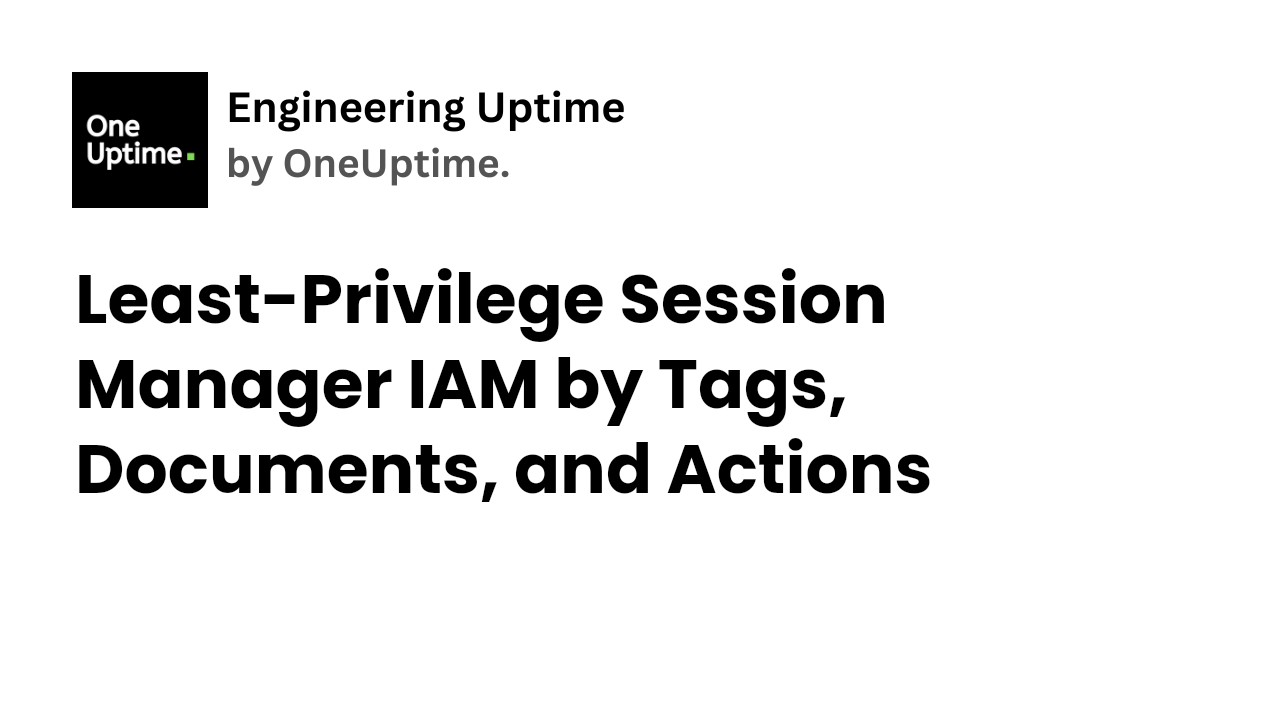 One
Uptime.
Engineering Uptime
by OneUptime.
Least-Privilege Session
Manager IAM by Tags,
Documents, and Actions